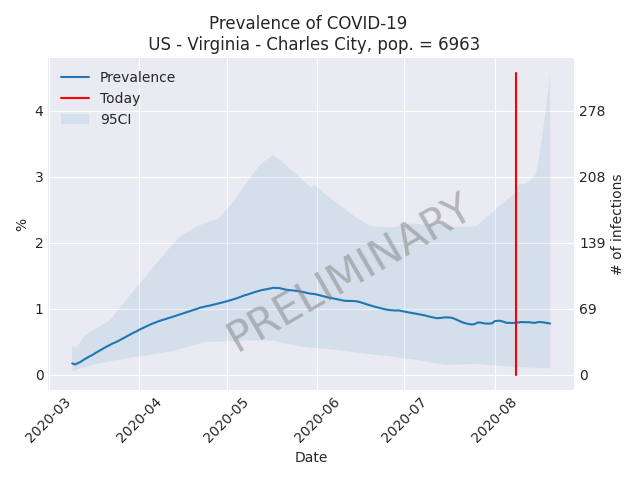 Prevalence of COVID-19
US - Virginia - Charles City, pop. = 6963
Prevalence
Today
95CI
4
3
2
1
0
%
278
208
139
69
0
# of infections
PRELIMINARY
2020-03
2020-04
2020-05
2020-06
2020-07
2020-08
Date